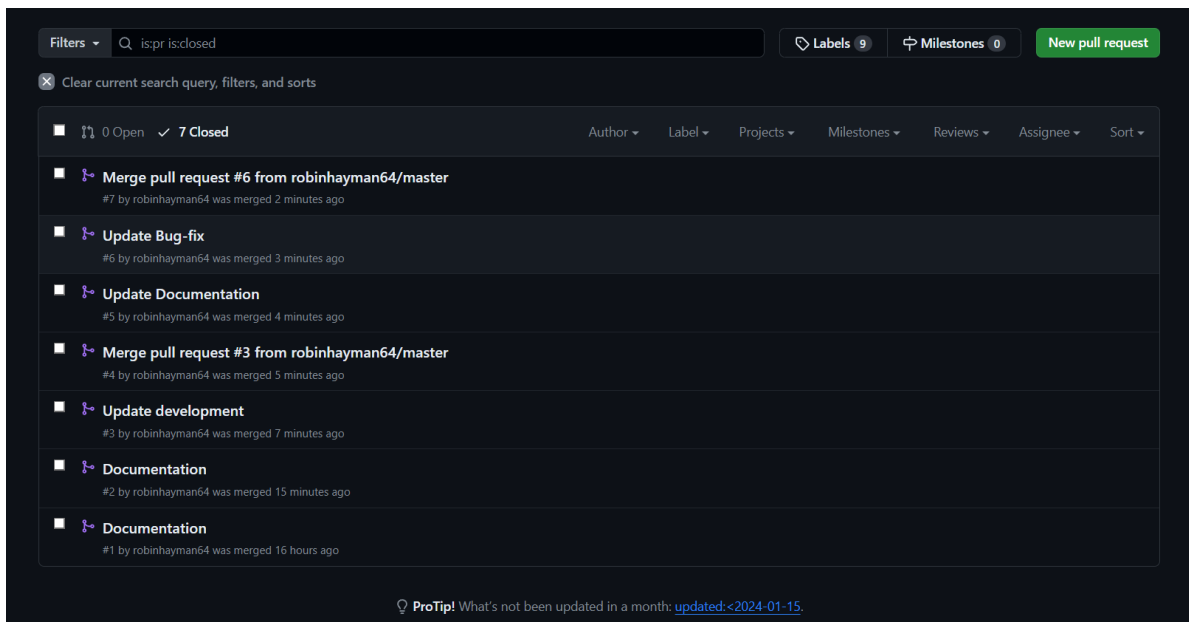 Filters is:pr is:closed Labels 9 Milestones 0 New pull request
Clear current search query, filters, and sorts
0 Open 7 Closed Author Label Projects Milestones Reviews Assignee Sort
Merge pull request #6 from robinhayman64/master
#7 by robinhayman64 was merged 2 minutes ago
Update Bug-fix
#6 by robinhayman64 was merged 3 minutes ago
Update Documentation
#5 by robinhayman64 was merged 4 minutes ago
Merge pull request #3 from robinhayman64/master
#4 by robinhayman64 was merged 5 minutes ago
Update development
#3 by robinhayman64 was merged 7 minutes ago
Documentation
#2 by robinhayman64 was merged 15 minutes ago
Documentation
#1 by robinhayman64 was merged 16 hours ago
ProTip! What's not been updated in a month: updated:<2024-01-15.